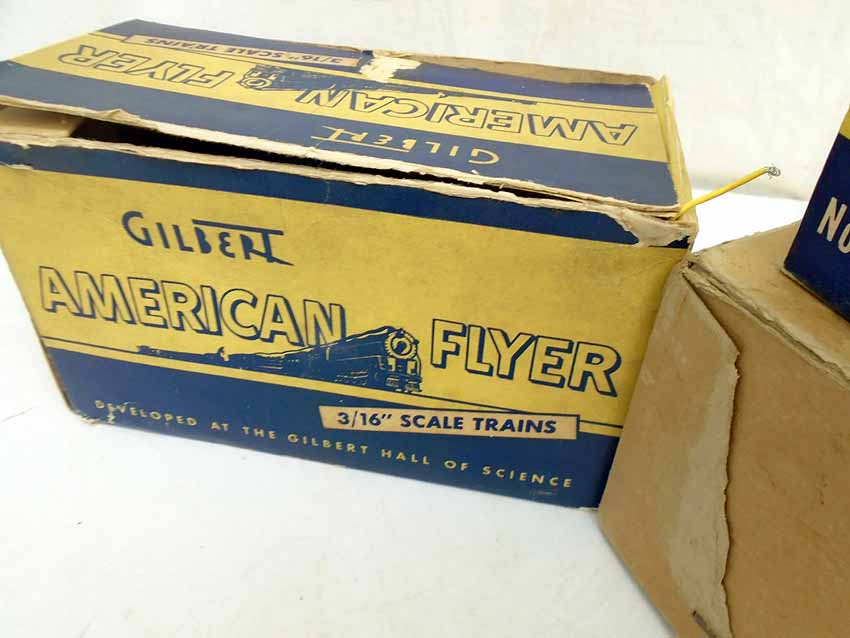 3/16" SCALE TRAINS
AMERICAN FLYER
GILBERT
GILBERT
AMERICAN FLYER
3/16" SCALE TRAINS
DEVELOPED AT THE GILBERT HALL OF SCIENCE
NO